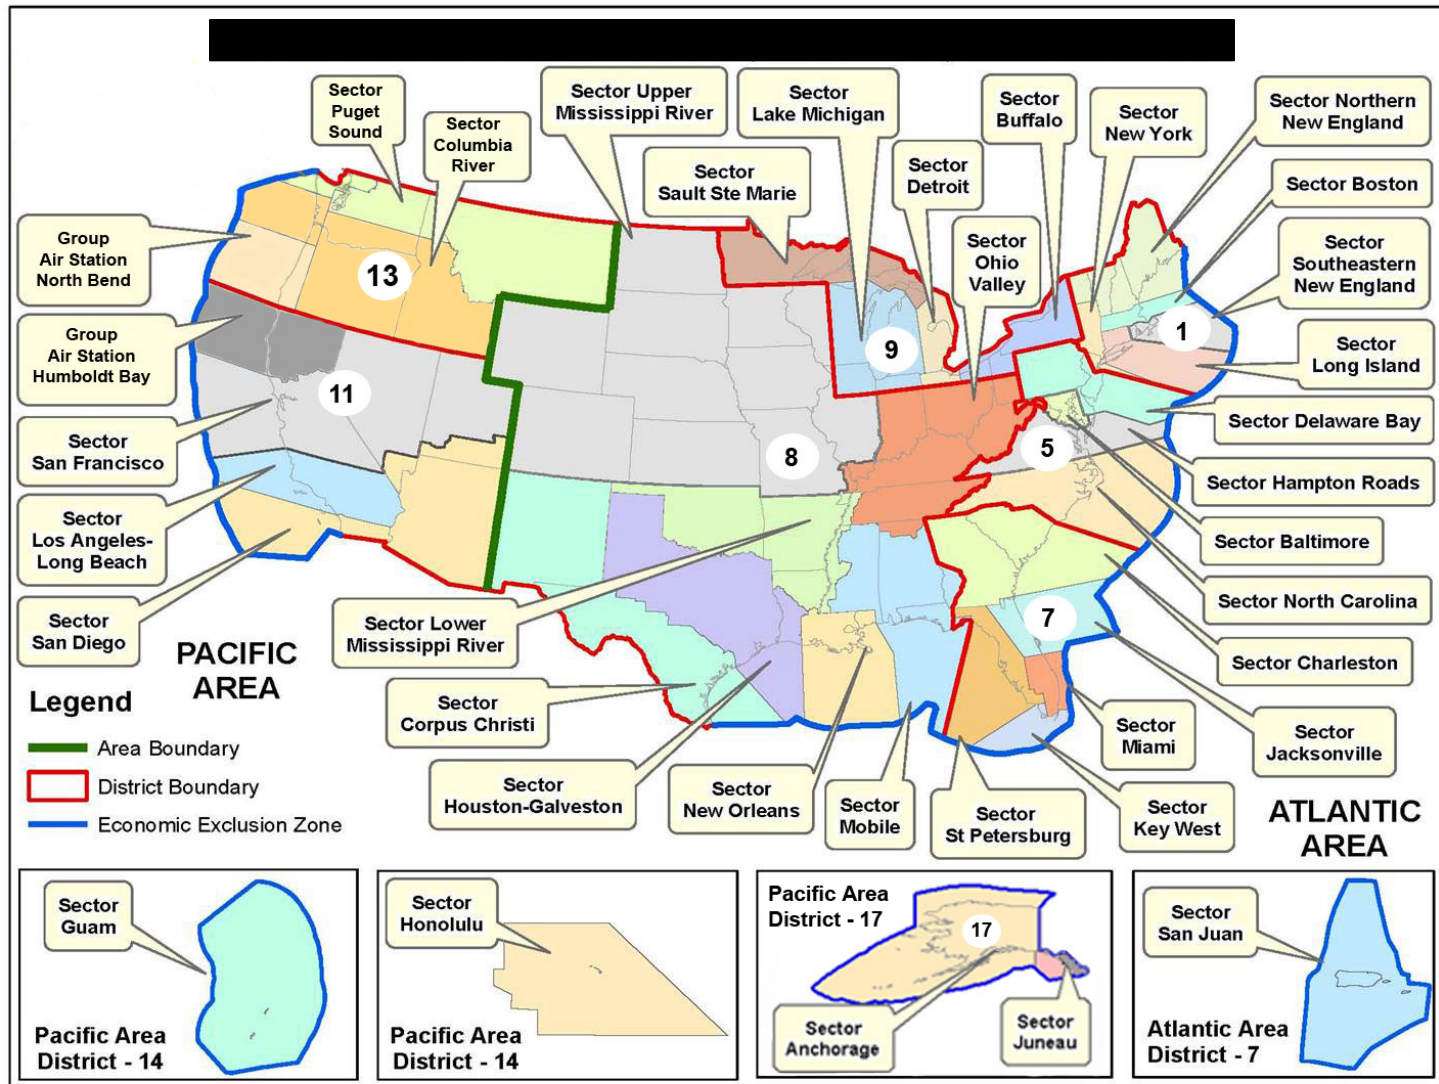 Sector
Puget
Sound
Sector
Columbia
River
Sector Upper
Mississippi River
Sector
Lake Michigan
Sector
Sault Ste Marie
Sector
Detroit
Sector
Buffalo
Sector
New York
Sector Northern
New England
Sector Boston
Sector
Southeastern
New England
Sector
Ohio
Valley
Group
Air Station
North Bend
Group
Air Station
Humboldt Bay
Sector
San Francisco
Sector
Los Angeles-
Long Beach
Sector
San Diego
13
11
8
9
1
5
7
Sector
Long Island
Sector Delaware Bay
Sector Hampton Roads
Sector Baltimore
Sector North Carolina
Sector Charleston
Sector
Jacksonville
Sector
Miami
Sector
Key West
Sector
St Petersburg
Sector
Mobile
Sector
New Orleans
Sector
Houston-Galveston
Sector
Corpus Christi
Sector Lower
Mississippi River
PACIFIC
AREA
ATLANTIC
AREA
Legend
Area Boundary
District Boundary
Economic Exclusion Zone
Sector
Guam
Pacific Area
District - 14
Sector
Honolulu
Pacific Area
District - 14
Pacific Area
District - 17
17
Sector
Anchorage
Sector
Juneau
Sector
San Juan
Atlantic Area
District - 7